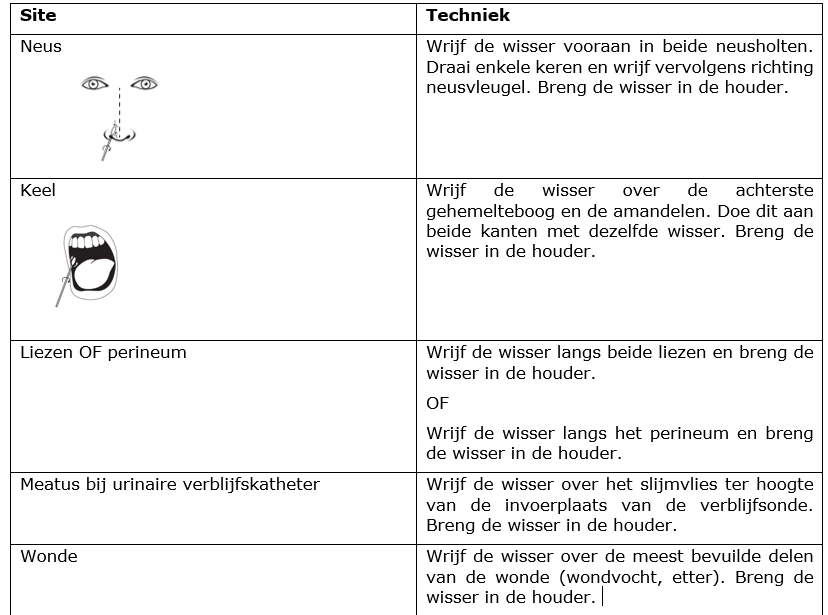 Site
Techniek
Neus
Wrijf de wisser vooraan in beide neusholten.
Draai enkele keren en wrijf vervolgens richting
neusvleugel. Breng de wisser in de houder.
Keel
Wrijf de wisser over de achterste
gehemelteboog en de amandelen. Doe dit aan
beide kanten met dezelfde wisser. Breng de
wisser in de houder.
Liezen OF perineum
Wrijf de wisser langs beide liezen en breng de
wisser in de houder.
OF
Wrijf de wisser langs het perineum en breng
de wisser in de houder.
Meatus bij urinaire verblijfskatheter
Wrijf de wisser over het slijmvlies ter hoogte
van de invoerplaats van de verblijfsonde.
Breng de wisser in de houder.
Wonde
Wrijf de wisser over de meest bevuilde delen
van de wonde (wondvocht, etter). Breng de
wisser in de houder.